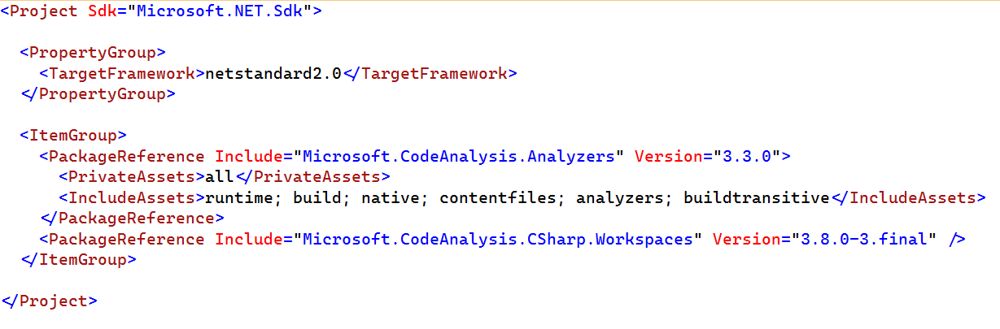 <Project Sdk="Microsoft.NET.Sdk">
<PropertyGroup>
<TargetFramework>netstandard2.0</TargetFramework>
</PropertyGroup>
<ItemGroup>
<PackageReference Include="Microsoft.CodeAnalysis.Analyzers" Version="3.3.0">
<PrivateAssets>all</PrivateAssets>
<IncludeAssets>runtime; build; native; contentfiles; analyzers; buildtransitive</IncludeAssets>
</PackageReference>
<PackageReference Include="Microsoft.CodeAnalysis.CSharp.Workspaces" Version="3.8.0-3.final" />
</ItemGroup>
</Project>